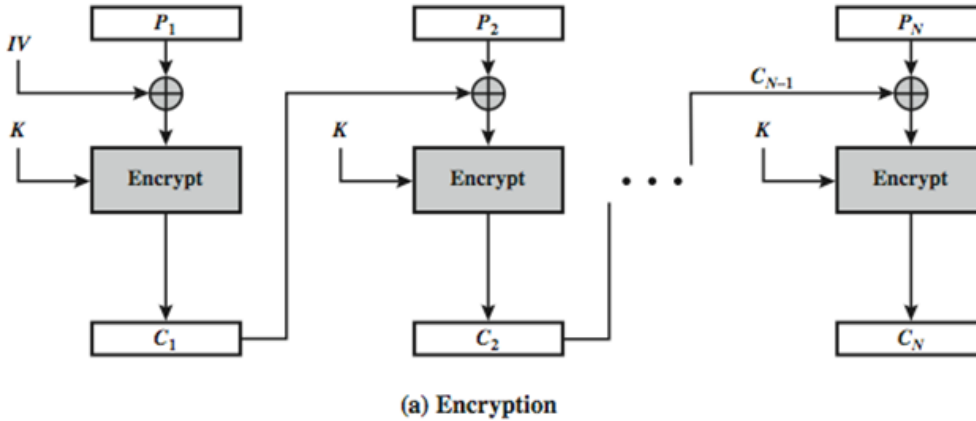 P1 P2 PN
IV
CN–1
K K K
Encrypt Encrypt • • • Encrypt
C1 C2 CN
(a) Encryption